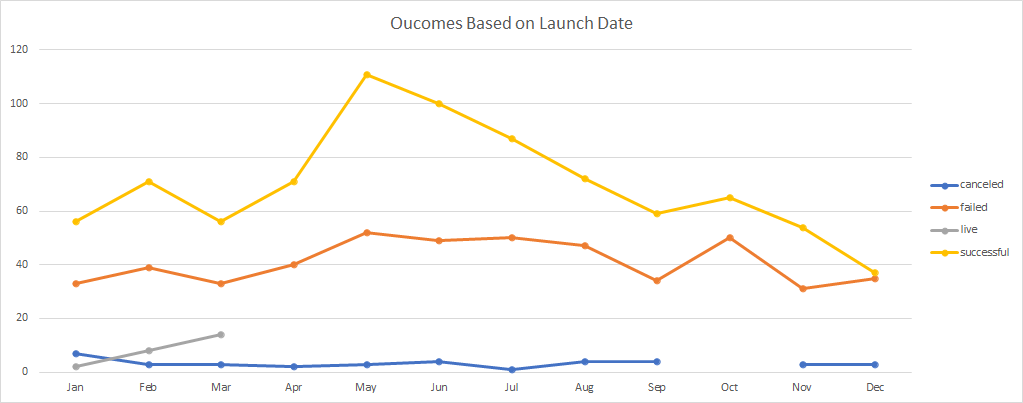 Oucomes Based on Launch Date
120
100
80
60
40
20
0
Jan Feb Mar Apr May Jun Jul Aug Sep Oct Nov Dec
canceled
failed
live
successful